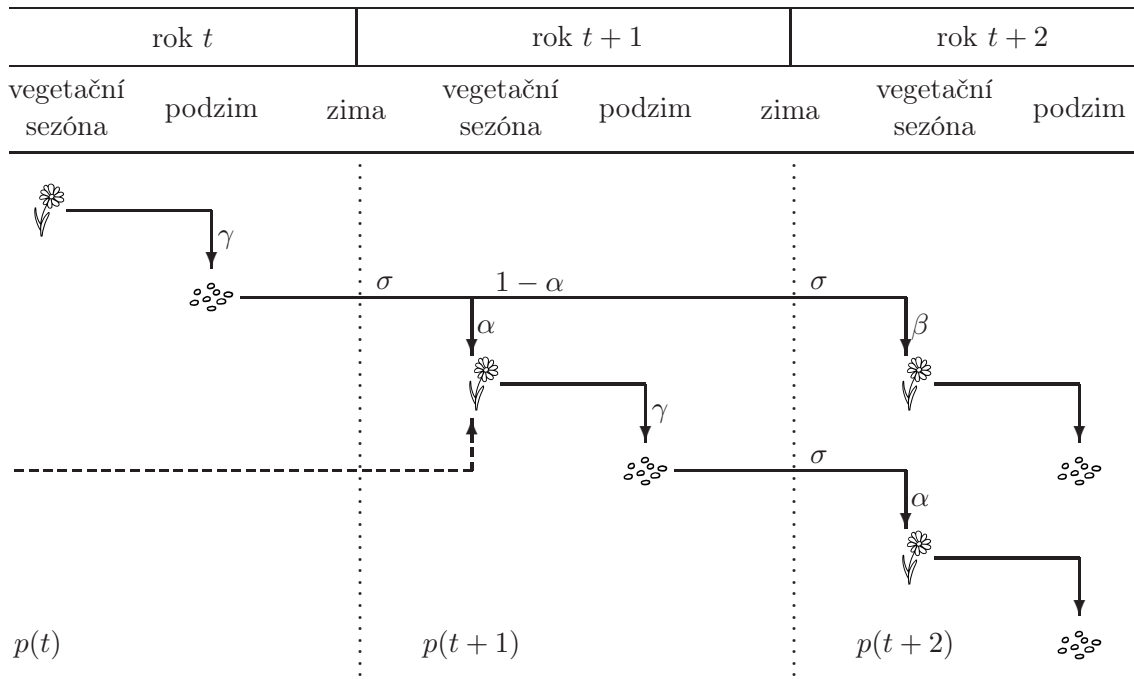 rok t rok t + 1 rok t + 2
vegetační sezóna podzim zima vegetační sezóna podzim zima vegetační sezóna podzim
γ
σ 1 − α σ
α β
γ
σ
α
p(t) p(t + 1) p(t + 2)